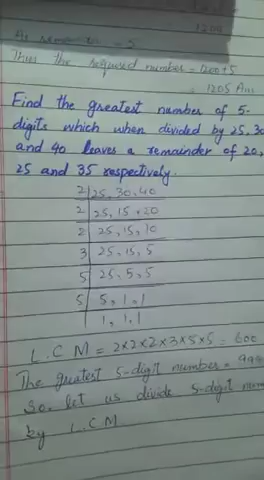 As remainder = 5
Thus the required number = 1200+5
= 1205 Ans
Find the greatest number of 5-
digits which when divided by 25, 30
and 40 leaves a remainder of 20,
25 and 35 respectively.
2 | 25, 30, 40
2 | 25, 15, 20
2 | 25, 15, 10
3 | 25, 15, 5
5 | 25, 5, 5
5 | 5, 1, 1
1, 1, 1
L.C M = 2×2×2×3×5×5 = 600
The greatest 5-digit number =
So, let us divide 5-digit
by L.C M